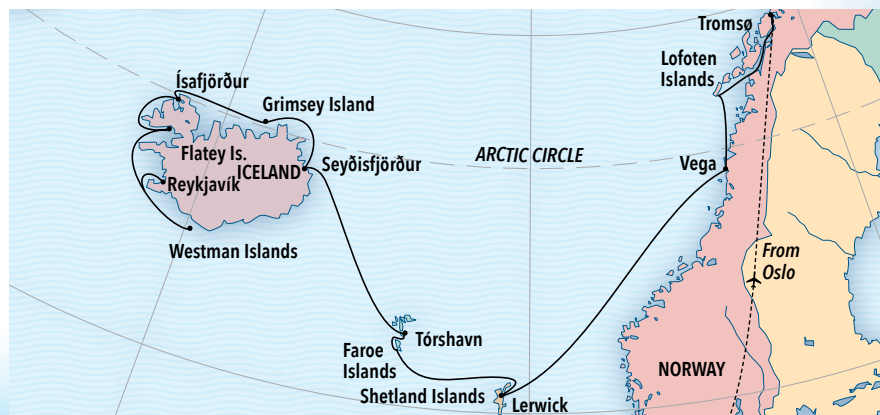 Tromsø
Lofoten
Islands
Ísafjörður
Grimsey Island
Flatey Is.
ICELAND
Seyðisfjörður
ARCTIC CIRCLE
Vega
Reykjavík
Westman Islands
From
Oslo
Tórshavn
Faroe
Islands
NORWAY
Shetland Islands
Lerwick